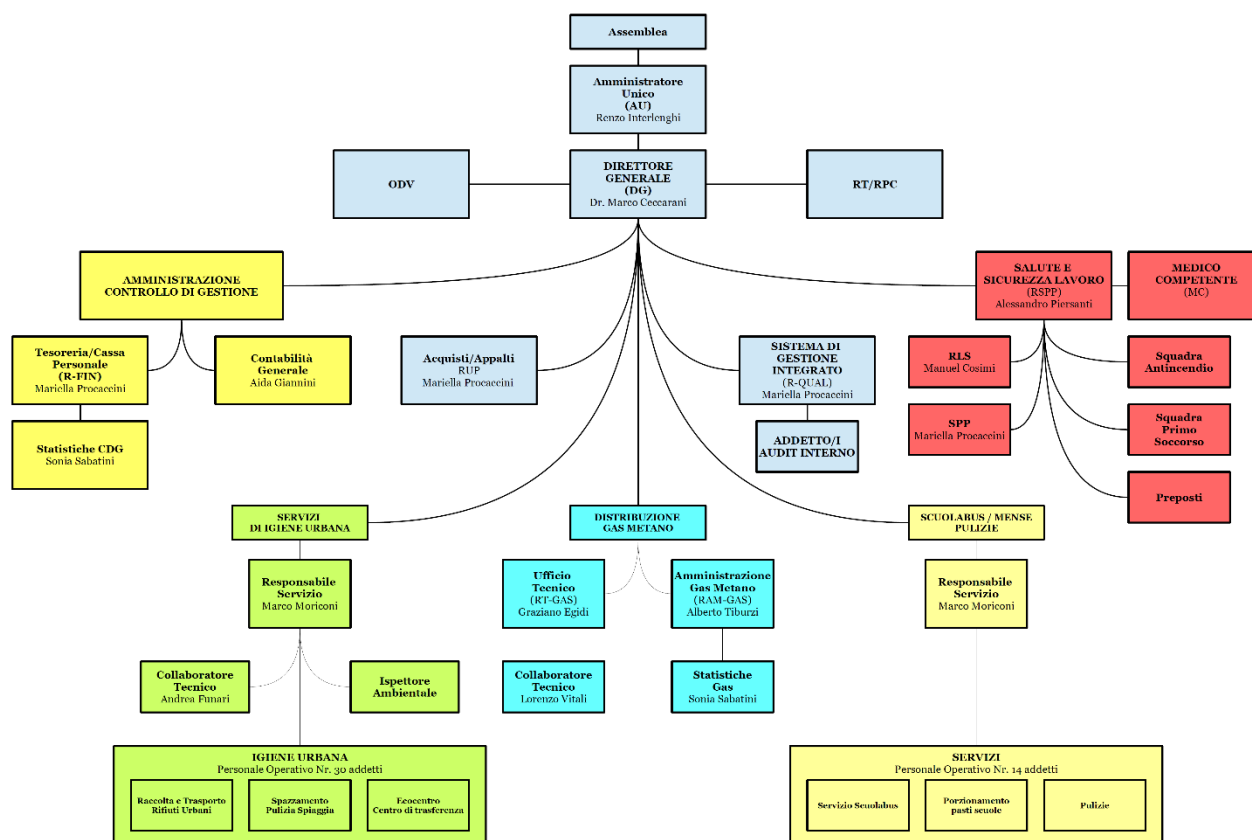 Assemblea
Amministratore
Unico
(AU)
Renzo Interlenghi
ODV
DIRETTORE
GENERALE
(DG)
Dr. Marco Ceccarani
RT/RPC
AMMINISTRAZIONE
CONTROLLO DI GESTIONE
SALUTE E
SICUREZZA LAVORO
(RSPP)
Alessandro Piersanti
MEDICO
COMPETENTE
(MC)
Tesoreria/Cassa
Personale
(R-FIN)
Mariella Procaccini
Contabilità
Generale
Aida Giannini
Acquisti/Appalti
RUP
Mariella Procaccini
SISTEMA DI
GESTIONE
INTEGRATO
(R-QUAL)
Mariella Procaccini
RLS
Manuel Cosimi
Squadra
Antincendio
Statistiche CDG
Sonia Sabatini
ADDETTO/I
AUDIT INTERNO
SPP
Mariella Procaccini
Squadra
Primo
Soccorso
Preposti
SERVIZI
DI IGIENE URBANA
DISTRIBUZIONE
GAS METANO
SCUOLABUS / MENSE
PULIZIE
Responsabile
Servizio
Marco Moriconi
Ufficio
Tecnico
(RT-GAS)
Graziano Egidi
Amministrazione
Gas Metano
(RAM-GAS)
Alberto Tiburzi
Responsabile
Servizio
Marco Moriconi
Collaboratore
Tecnico
Andrea Funari
Ispettore
Ambientale
Collaboratore
Tecnico
Lorenzo Vitali
Statistiche
Gas
Sonia Sabatini
IGIENE URBANA
Personale Operativo Nr. 30 addetti
Raccolta e Trasporto
Rifiuti Urbani
Spazzamento
Pulizia Spiaggia
Ecocentro
Centro di trasferenza
SERVIZI
Personale Operativo Nr. 14 addetti
Servizio Scuolabus
Porzionamento
pasti scuole
Pulizie